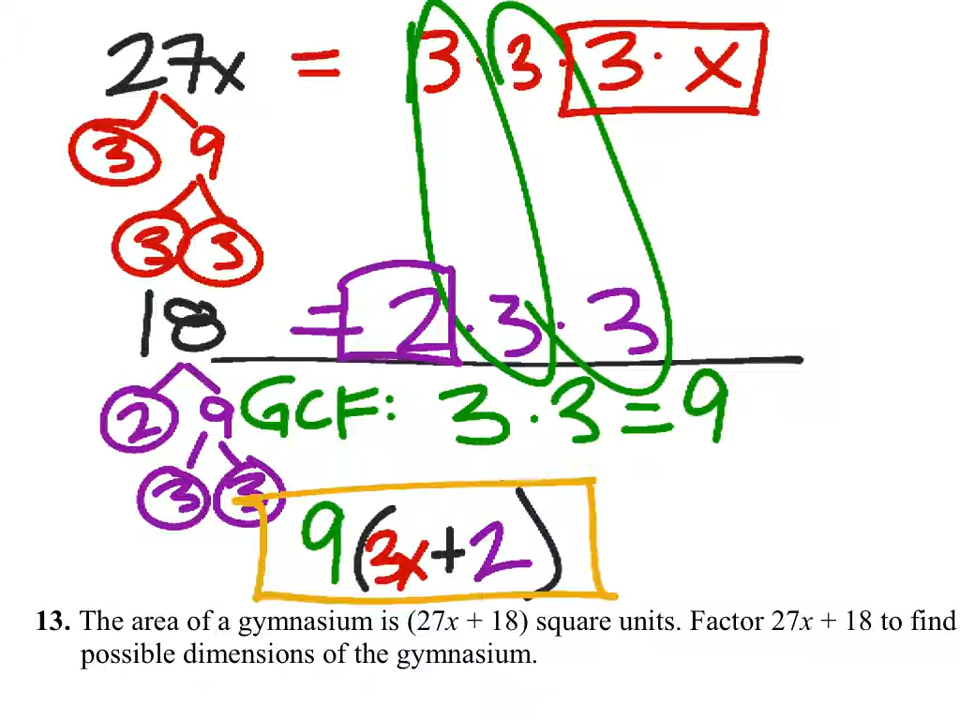 27x = 3 · 3 · 3 · x
3 9
3 3
18 = 2 · 3 · 3
2 9 GCF: 3 · 3 = 9
3 3
9(3x+2)
13. The area of a gymnasium is (27x + 18) square units. Factor 27x + 18 to find
possible dimensions of the gymnasium.